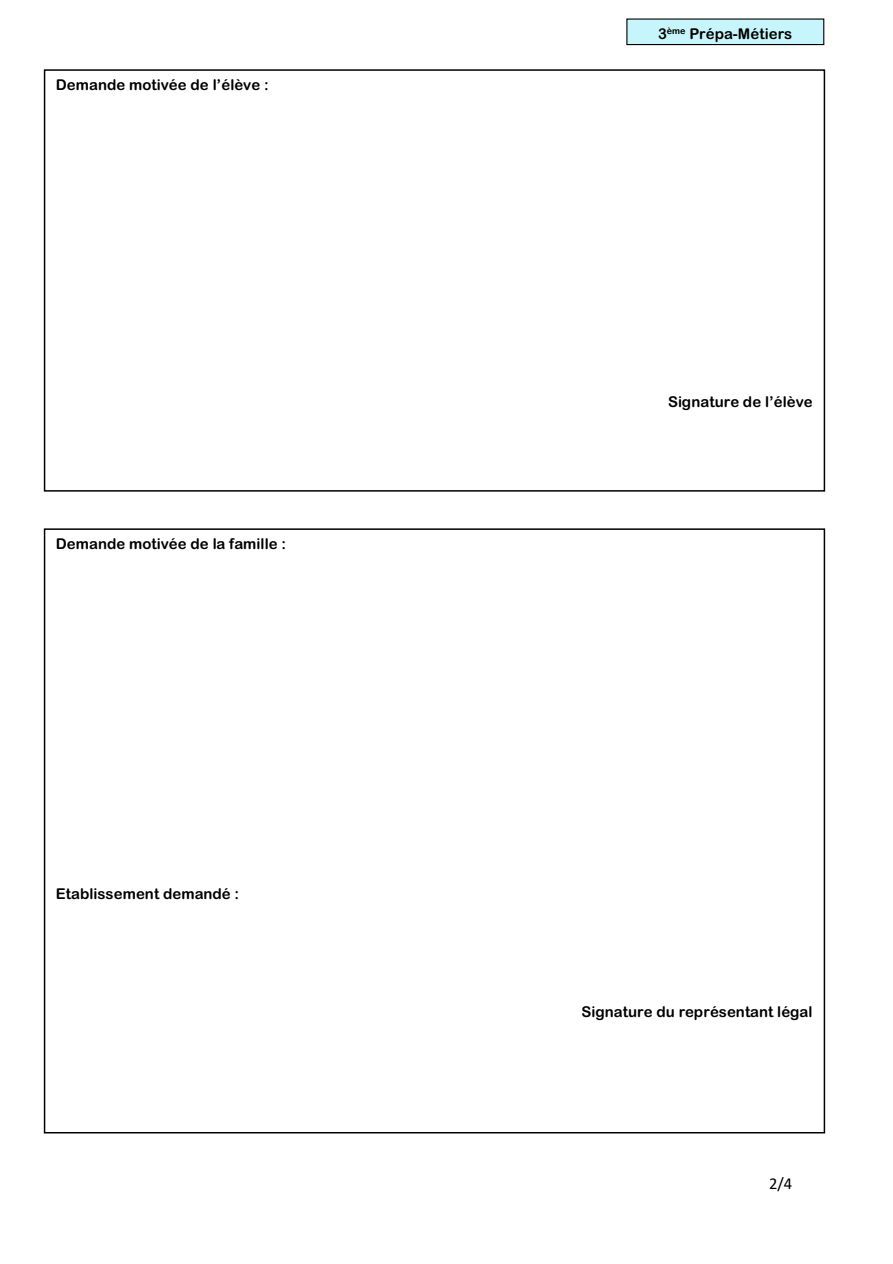 3ème Prépa-Métiers
Demande motivée de l’élève :
Signature de l’élève
Demande motivée de la famille :
Etablissement demandé :
Signature du représentant légal
2/4